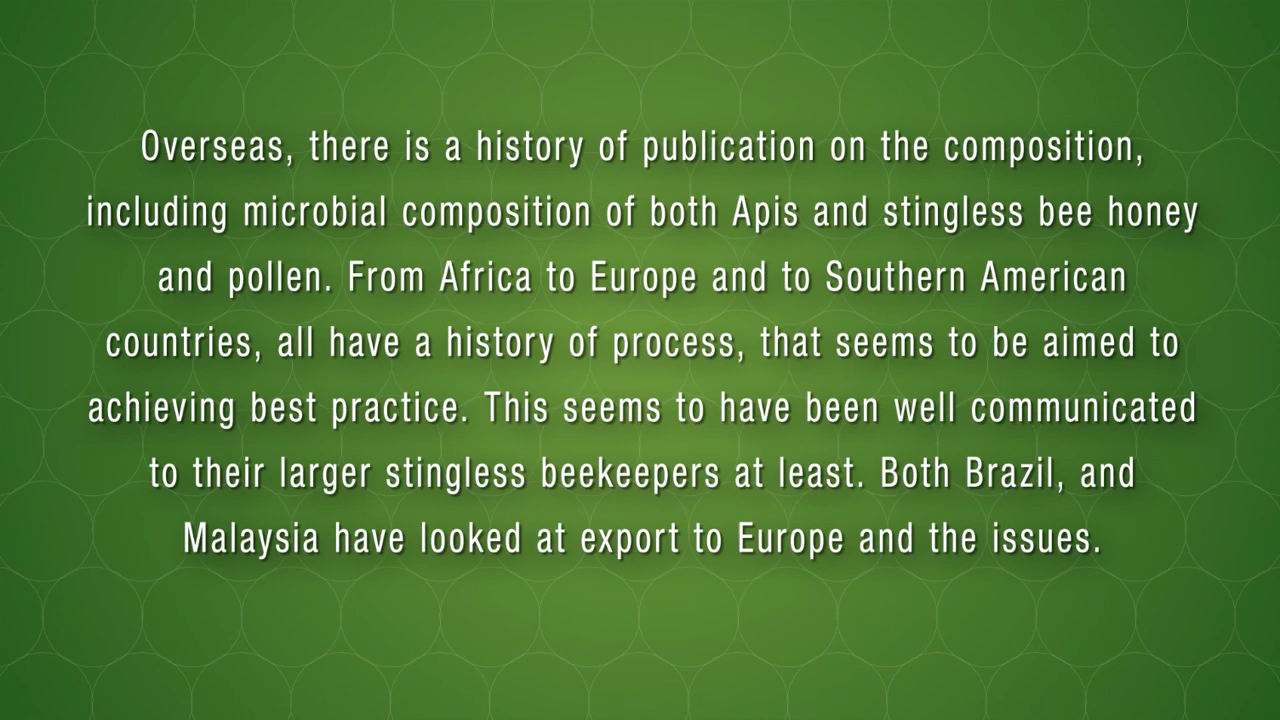 Overseas, there is a history of publication on the composition,
including microbial composition of both Apis and stingless bee honey
and pollen. From Africa to Europe and to Southern American
countries, all have a history of process, that seems to be aimed to
achieving best practice. This seems to have been well communicated
to their larger stingless beekeepers at least. Both Brazil, and
Malaysia have looked at export to Europe and the issues.